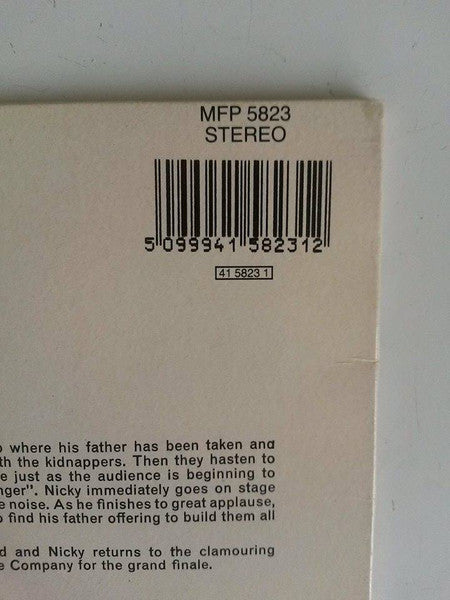 MFP 5823
STEREO
5 099941 582312
41 5823 1
where his father has been taken and
the kidnappers. Then they hasten to
just as the audience is beginning to
Nicky immediately goes on stage
noise. As he finishes to great applause,
find his father offering to build them all
and Nicky returns to the clamouring
Company for the grand finale.